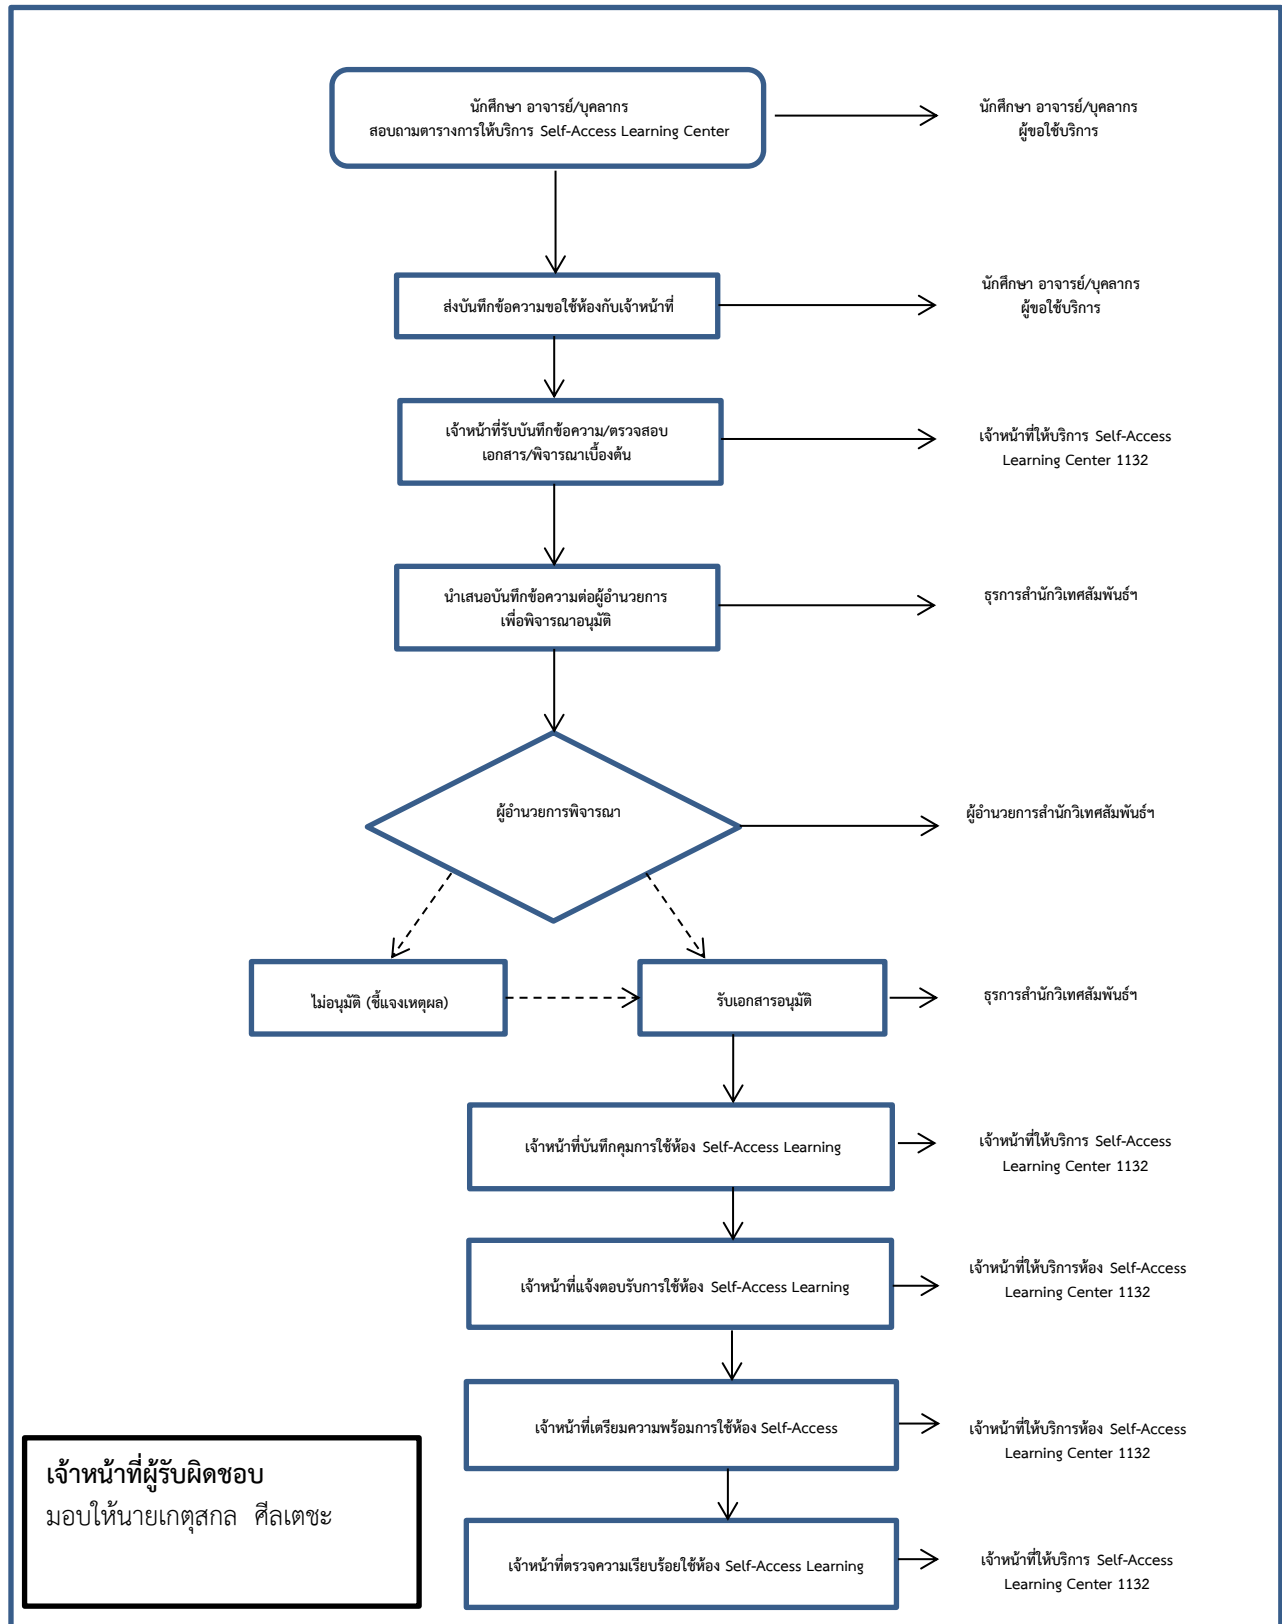 นักศึกษา อาจารย์/บุคลากร
สอบถามตารางการให้บริการ Self-Access Learning Center
นักศึกษา อาจารย์/บุคลากร
ผู้ขอใช้บริการ
ส่งบันทึกข้อความขอใช้ห้องกับเจ้าหน้าที่
นักศึกษา อาจารย์/บุคลากร
ผู้ขอใช้บริการ
เจ้าหน้าที่รับบันทึกข้อความ/ตรวจสอบ
เอกสาร/พิจารณาเบื้องต้น
เจ้าหน้าที่ให้บริการ Self-Access
Learning Center 1132
นำเสนอบันทึกข้อความต่อผู้อำนวยการ
เพื่อพิจารณาอนุมัติ
ธุรการสำนักวิเทศสัมพันธ์ฯ
ผู้อำนวยการพิจารณา
ผู้อำนวยการสำนักวิเทศสัมพันธ์ฯ
ไม่อนุมัติ (ชี้แจงเหตุผล)
รับเอกสารอนุมัติ
ธุรการสำนักวิเทศสัมพันธ์ฯ
เจ้าหน้าที่บันทึกคุมการใช้ห้อง Self-Access Learning
เจ้าหน้าที่ให้บริการ Self-Access
Learning Center 1132
เจ้าหน้าที่แจ้งตอบรับการใช้ห้อง Self-Access Learning
เจ้าหน้าที่ให้บริการห้อง Self-Access
Learning Center 1132
เจ้าหน้าที่เตรียมความพร้อมการใช้ห้อง Self-Access
เจ้าหน้าที่ให้บริการห้อง Self-Access
Learning Center 1132
เจ้าหน้าที่ผู้รับผิดชอบ
มอบให้นายเกตุสกล ศีลเตชะ
เจ้าหน้าที่ตรวจความเรียบร้อยใช้ห้อง Self-Access Learning
เจ้าหน้าที่ให้บริการ Self-Access
Learning Center 1132